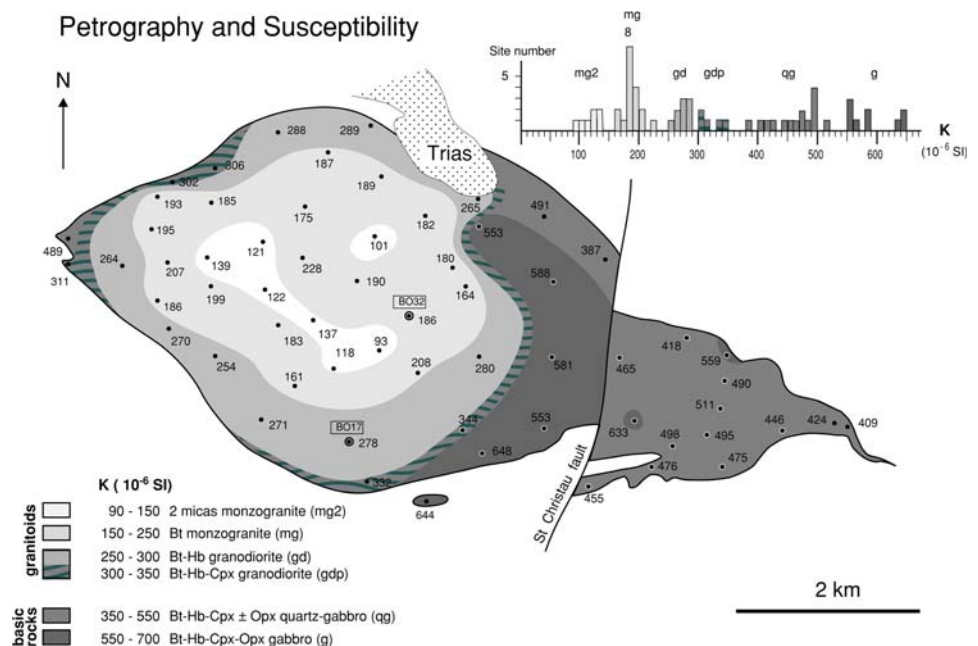 Petrography and Susceptibility
mg
8
Site number
mg2
gd
gdp
qg
g
5
K
100
200
300
400
500
600
(10⁻⁶ SI)
N
288
289
Trias
187
306
302
189
193
185
265
491
175
182
553
195
121
101
387
489
264
207
139
228
180
588
311
190
199
122
164
186
BO32
186
137
418
270
183
93
559
118
208
280
581
465
254
490
161
511
271
BO17
344
553
446
424
409
633
278
498
495
648
476
475
332
455
644
St Christau fault
K ( 10⁻⁶ SI)
granitoids
90 - 150 2 micas monzogranite (mg2)
150 - 250 Bt monzogranite (mg)
250 - 300 Bt-Hb granodiorite (gd)
300 - 350 Bt-Hb-Cpx granodiorite (gdp)
2 km
basic
rocks
350 - 550 Bt-Hb-Cpx ± Opx quartz-gabbro (qg)
550 - 700 Bt-Hb-Cpx-Opx gabbro (g)